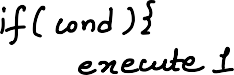 if(cond){
execute 1